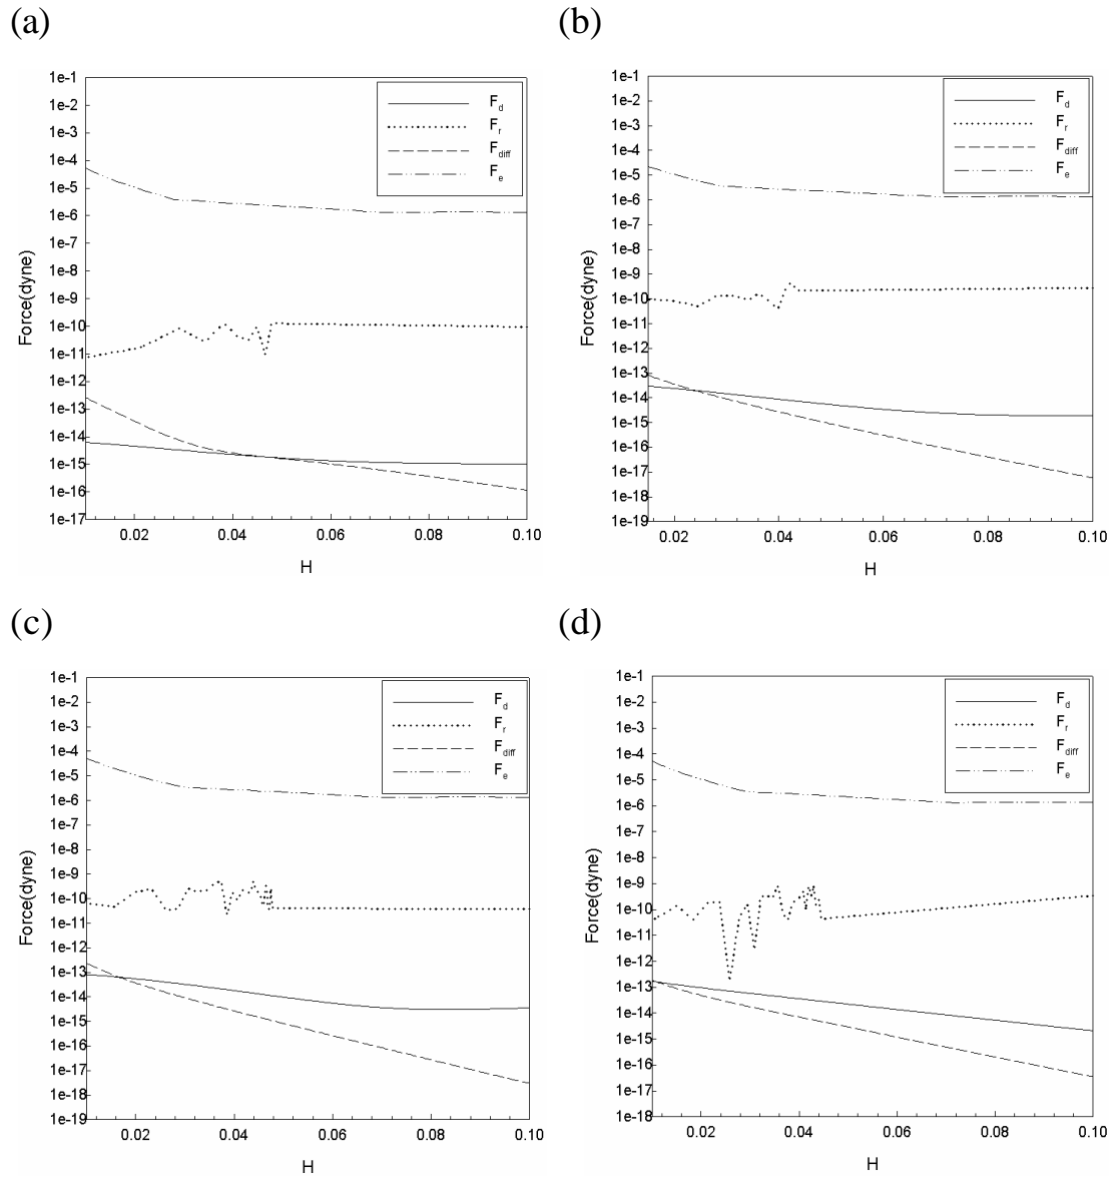 (a)
1e-1
1e-2
1e-3
1e-4
1e-5
1e-6
1e-7
1e-8
1e-9
1e-10
1e-11
1e-12
1e-13
1e-14
1e-15
1e-16
1e-17
Force(dyne)
F_d
F_r
F_diff
F_e
0.02 0.04 0.06 0.08 0.10
H
(b)
1e-1
1e-2
1e-3
1e-4
1e-5
1e-6
1e-7
1e-8
1e-9
1e-10
1e-11
1e-12
1e-13
1e-14
1e-15
1e-16
1e-17
1e-18
1e-19
Force(dyne)
F_d
F_r
F_diff
F_e
0.02 0.04 0.06 0.08 0.10
H
(c)
1e-1
1e-2
1e-3
1e-4
1e-5
1e-6
1e-7
1e-8
1e-9
1e-10
1e-11
1e-12
1e-13
1e-14
1e-15
1e-16
1e-17
1e-18
1e-19
Force(dyne)
F_d
F_r
F_diff
F_e
0.02 0.04 0.06 0.08 0.10
H
(d)
1e-1
1e-2
1e-3
1e-4
1e-5
1e-6
1e-7
1e-8
1e-9
1e-10
1e-11
1e-12
1e-13
1e-14
1e-15
1e-16
1e-17
1e-18
Force(dyne)
F_d
F_r
F_diff
F_e
0.02 0.04 0.06 0.08 0.10
H